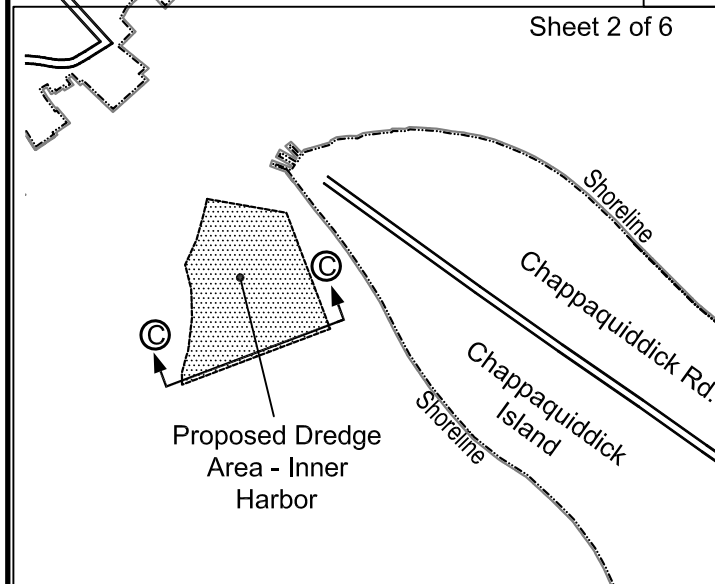 Sheet 2 of 6
Shoreline
Chappaquiddick Rd.
C
C
Chappaquiddick
Island
Shoreline
Proposed Dredge
Area - Inner
Harbor